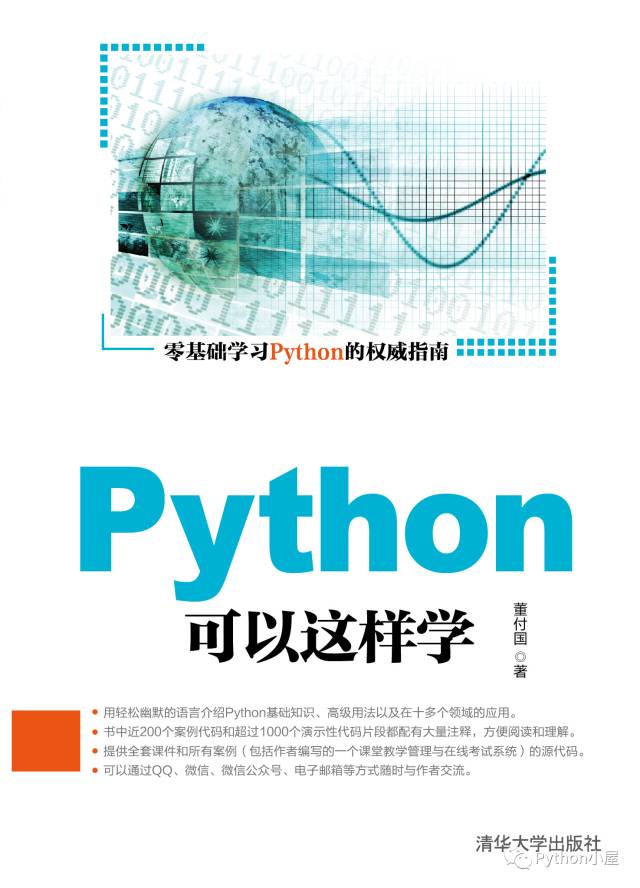 零基础学习Python的权威指南
Python
可以这样学
董付国◎著
用轻松幽默的语言介绍Python基础知识、高级用法以及在十多个领域的应用。
书中近200个案例代码和超过1000个演示性代码片段都配有大量注释，方便阅读和理解。
提供全套课件和所有案例（包括作者编写的一个课堂教学管理与在线考试系统）的源代码。
可以通过QQ、微信、微信公众号、电子邮箱等方式随时与作者交流。
清华大学出版社
Python小屋